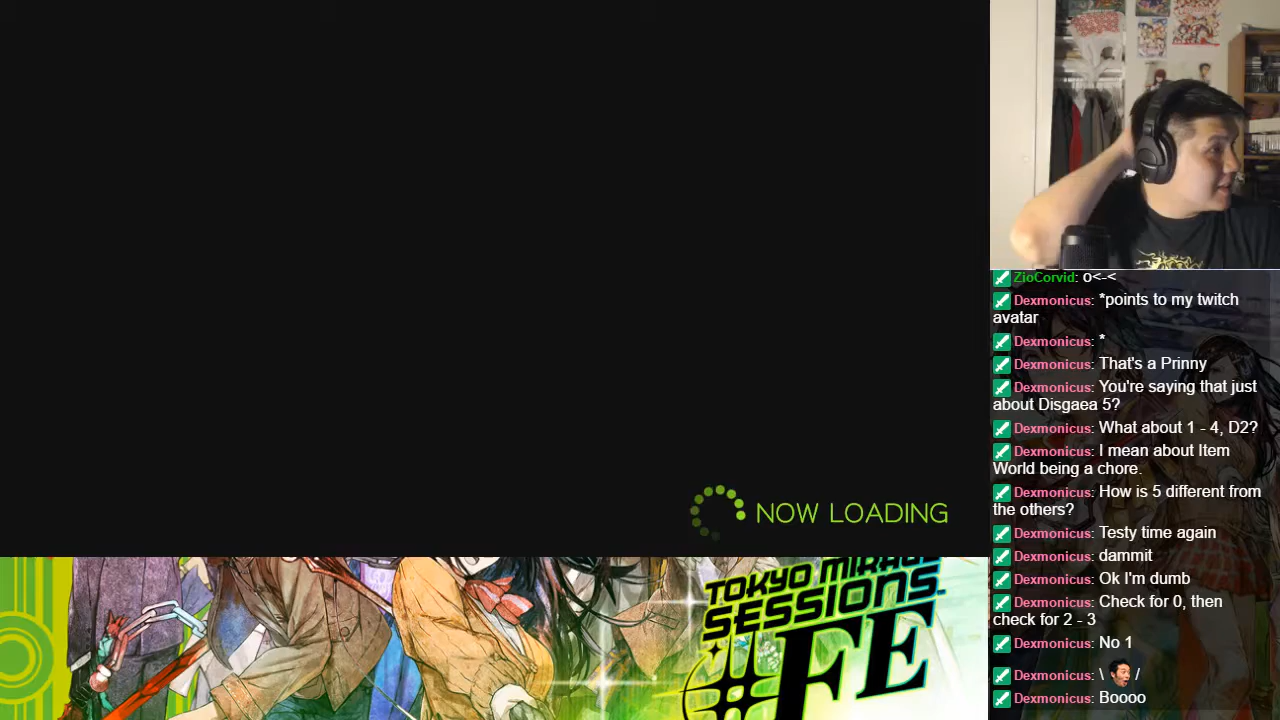 NOW LOADING
TOKYO MIRAGE
SESSIONS
#FE
ZioCorvid: o<-<
Dexmonicus: *points to my twitch
avatar
Dexmonicus: *
Dexmonicus: That's a Prinny
Dexmonicus: You're saying that just
about Disgaea 5?
Dexmonicus: What about 1 - 4, D2?
Dexmonicus: I mean about Item
World being a chore.
Dexmonicus: How is 5 different from
the others?
Dexmonicus: Testy time again
Dexmonicus: dammit
Dexmonicus: Ok I'm dumb
Dexmonicus: Check for 0, then
check for 2 - 3
Dexmonicus: No 1
Dexmonicus: \ /
Dexmonicus: Boooo